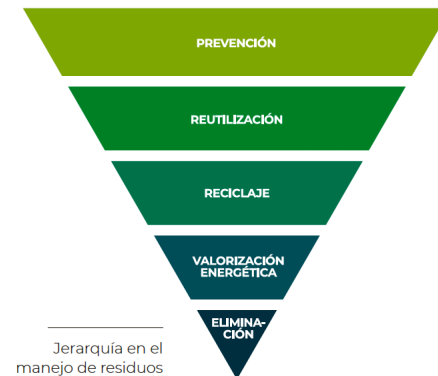 PREVENCIÓN
REUTILIZACIÓN
RECICLAJE
VALORIZACIÓN
ENERGÉTICA
ELIMINA-
CIÓN
Jerarquía en el
manejo de residuos